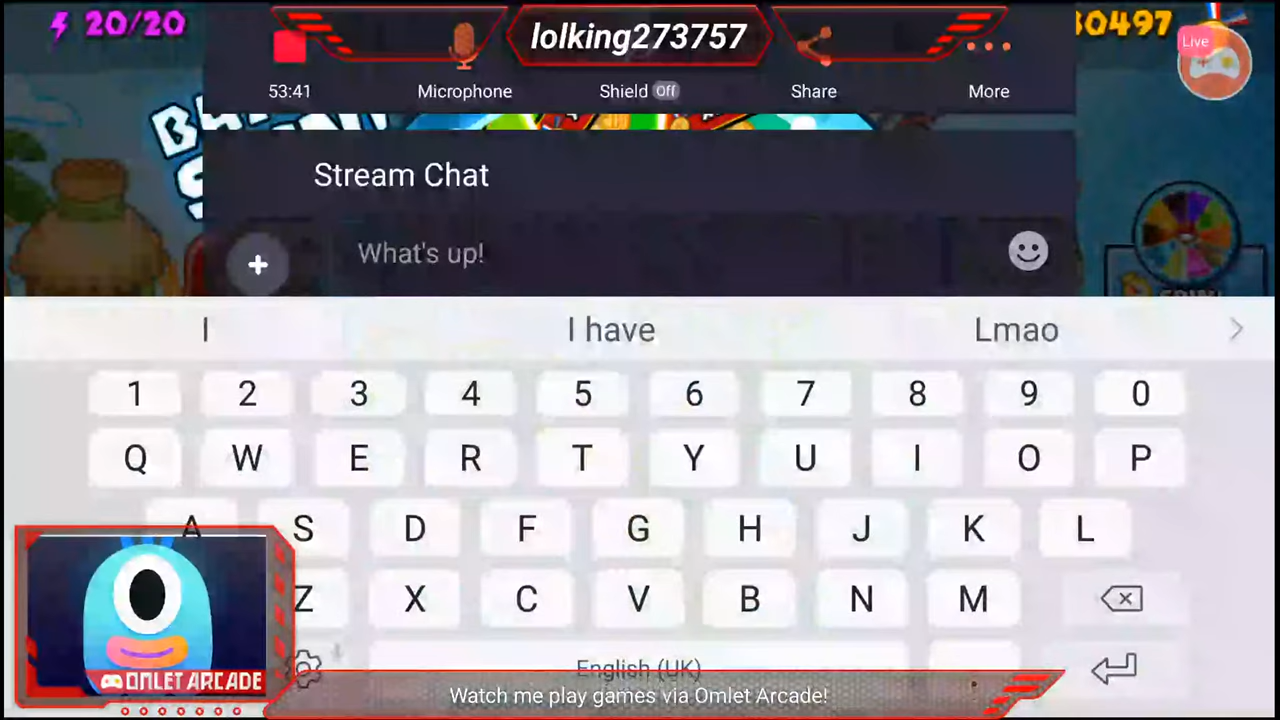 20/20
lolking273757
Live
53:41
Microphone
Shield Off
Share
More
Stream Chat
What's up!
I
I have
Lmao
1 2 3 4 5 6 7 8 9 0
Q W E R T Y U I O P
A S D F G H J K L
Z X C V B N M
English (UK)
OMLET ARCADE
Watch me play games via Omlet Arcade!